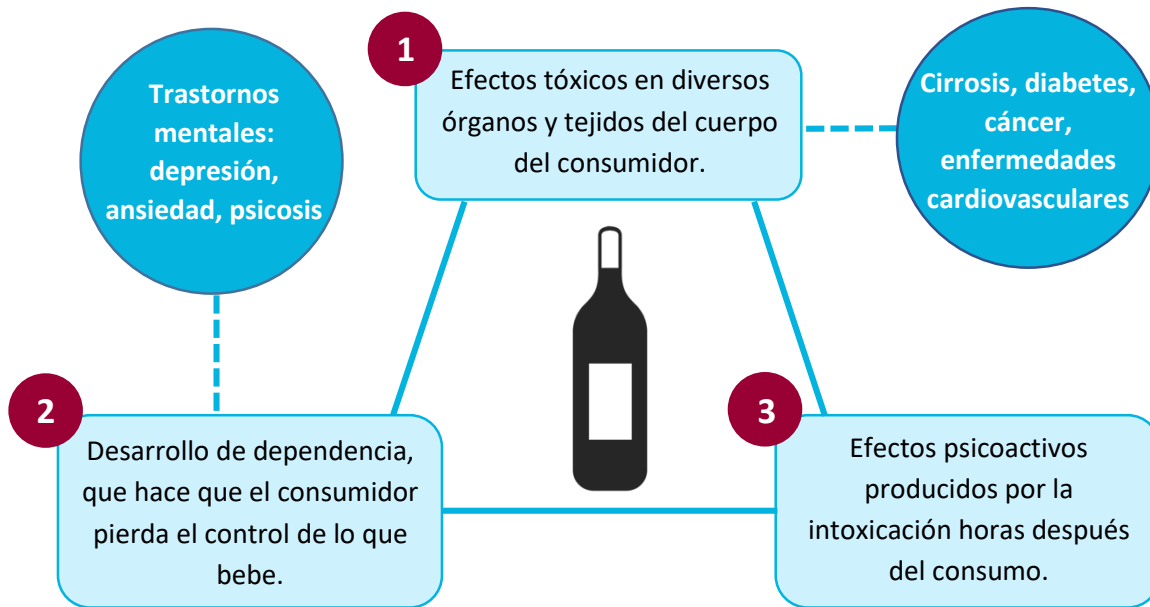 1
Efectos tóxicos en diversos
órganos y tejidos del cuerpo
del consumidor.
Trastornos
mentales:
depresión,
ansiedad, psicosis
Cirrosis, diabetes,
cáncer,
enfermedades
cardiovasculares
2
Desarrollo de dependencia,
que hace que el consumidor
pierda el control de lo que
bebe.
3
Efectos psicoactivos
producidos por la
intoxicación horas después
del consumo.